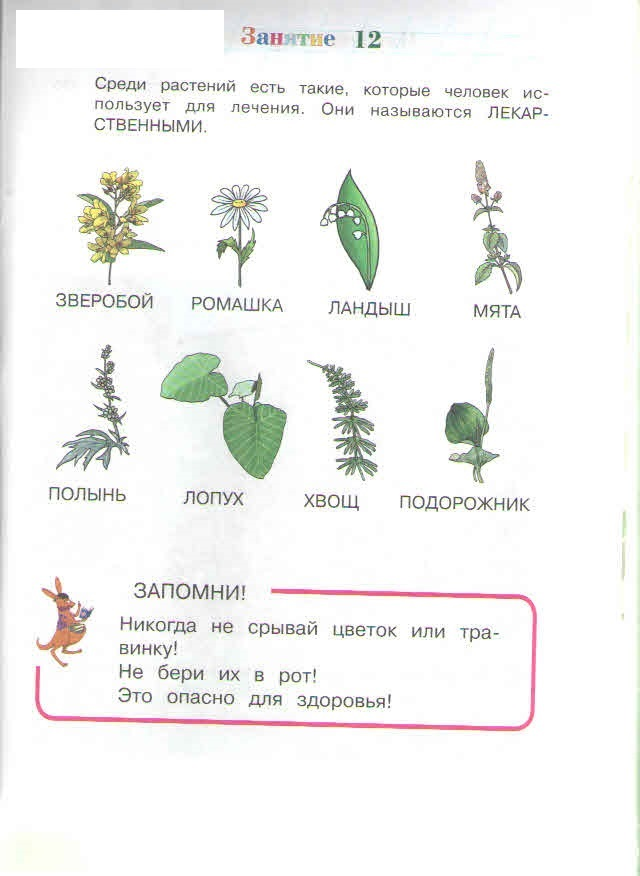 Занятие 12
Среди растений есть такие, которые человек ис-
пользует для лечения. Они называются ЛЕКАР-
СТВЕННЫМИ.
ЗВЕРОБОЙ РОМАШКА ЛАНДЫШ МЯТА
ПОЛЫНЬ ЛОПУХ ХВОЩ ПОДОРОЖНИК
ЗАПОМНИ!
Никогда не срывай цветок или тра-
винку!
Не бери их в рот!
Это опасно для здоровья!